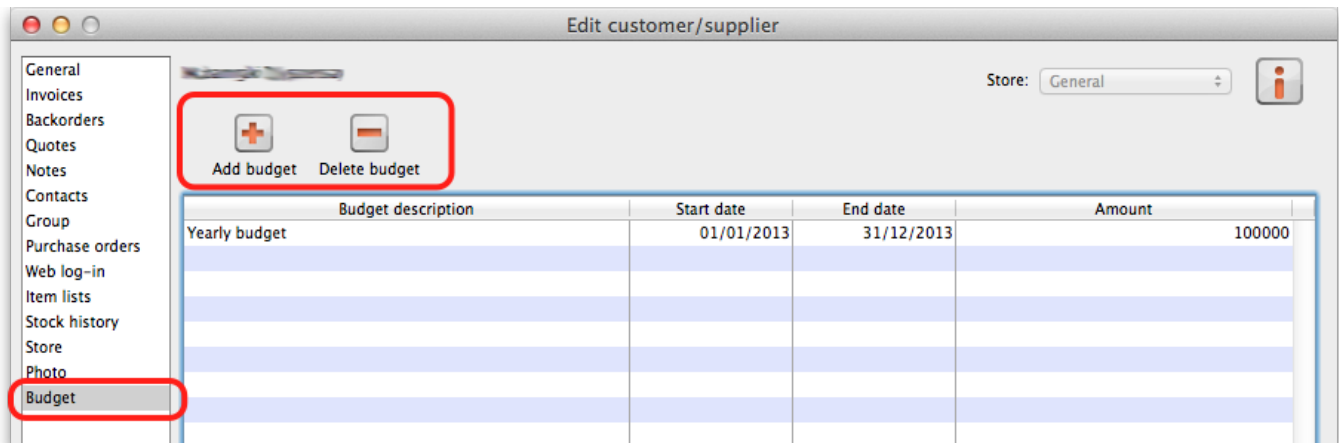 Edit customer/supplier
General
Invoices
Backorders
Quotes
Notes
Contacts
Group
Purchase orders
Web log-in
Item lists
Stock history
Store
Photo
Budget
Store: General
Add budget Delete budget
Budget description Start date End date Amount
Yearly budget 01/01/2013 31/12/2013 100000